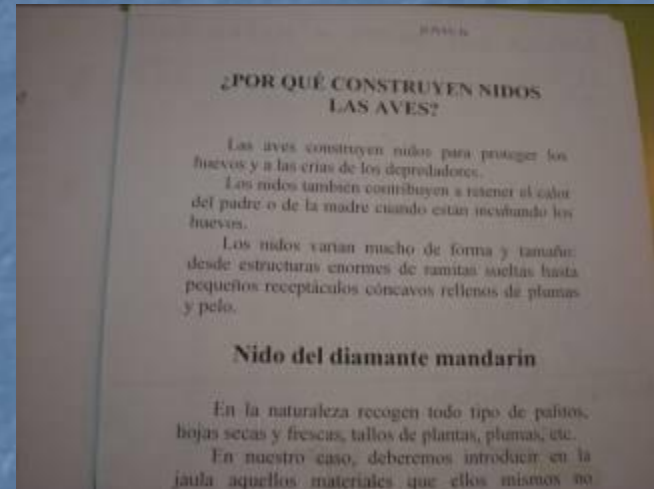 ¿POR QUÉ CONSTRUYEN NIDOS
LAS AVES?
Las aves construyen nidos para proteger los
huevos y a las crias de los depredadores.
Los nidos también contribuyen a retener el calor
del padre o de la madre cuando están incubando los
huevos.
Los nidos varian mucho de forma y tamaño:
desde estructuras enormes de ramitas sueltas hasta
pequeños receptáculos cóncavos rellenos de plumas
y pelo.
Nido del diamante mandarin
En la naturaleza recogen todo tipo de palitos,
hojas secas y frescas, tallos de plantas, plumas, etc.
En nuestro caso, deberemos introducir en la
jaula aquellos materiales que ellos mismos no